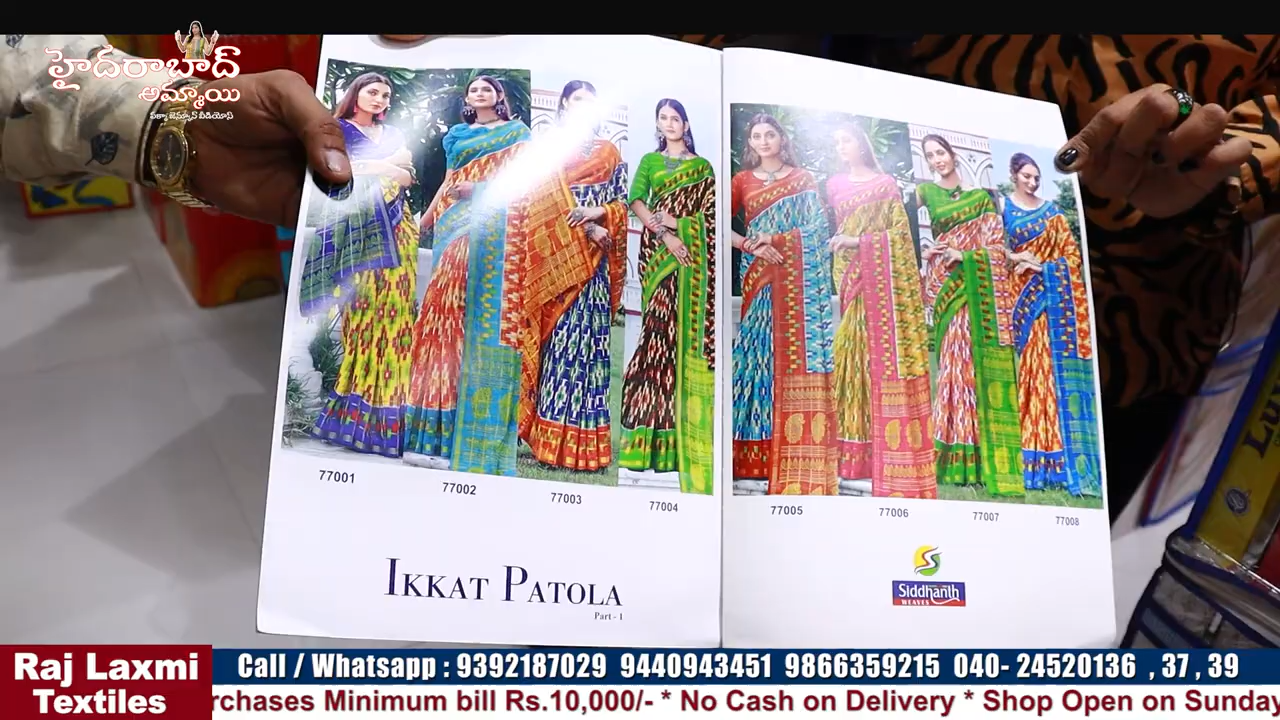 హైదరాబాద్
అమ్మాయి
77001
77002
77003
77004
77005
77006
77007
77008
IKKAT PATOLA
Part - 1
Siddhanth
WEAVES
Raj Laxmi
Textiles
Call / Whatsapp : 9392187029 9440943451 9866359215 040- 24520136 , 37 , 39
rchases Minimum bill Rs.10,000/- * No Cash on Delivery * Shop Open on Sunday